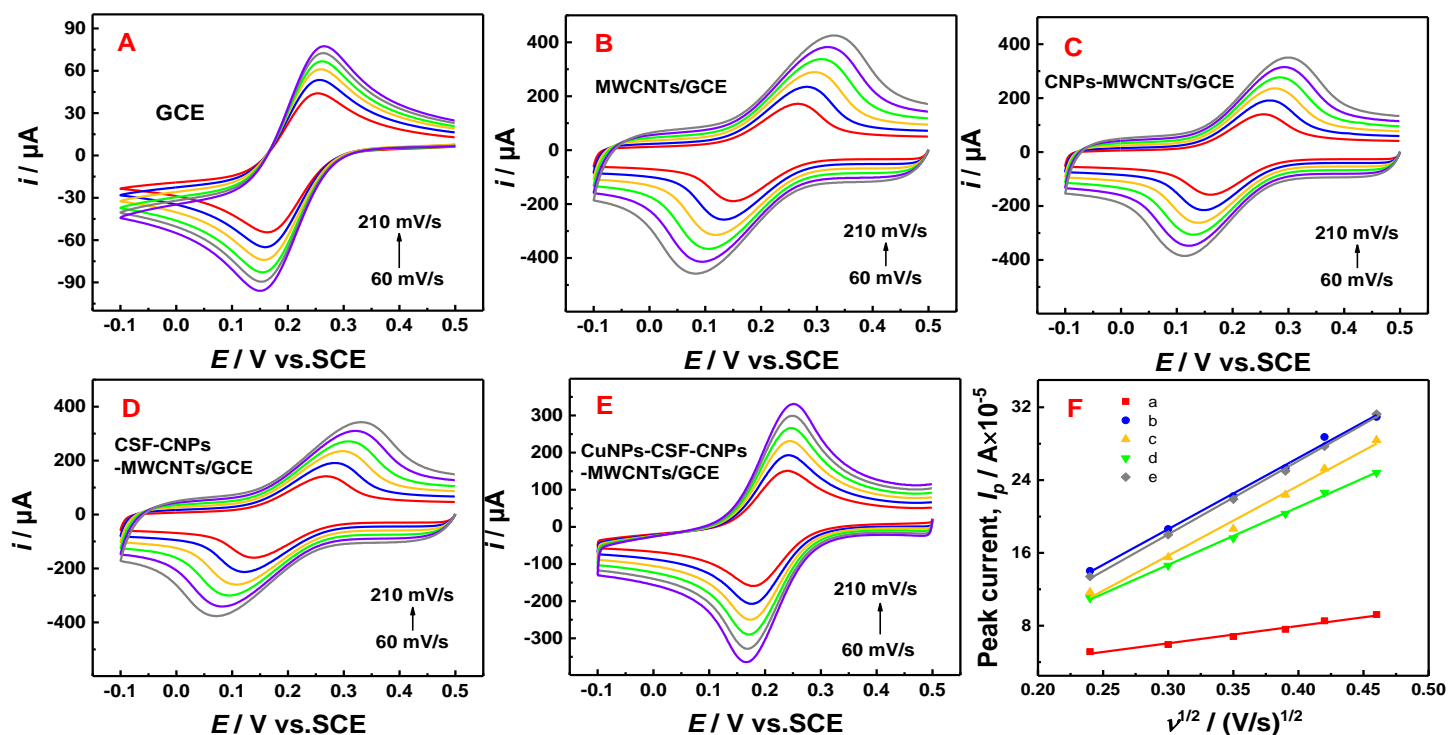 A
GCE
210 mV/s
60 mV/s
90
60
30
0
-30
-60
-90
i / µA
-0.1 0.0 0.1 0.2 0.3 0.4 0.5
E / V vs.SCE
B
MWCNTs/GCE
210 mV/s
60 mV/s
400
200
0
-200
-400
i / µA
-0.1 0.0 0.1 0.2 0.3 0.4 0.5
E / V vs.SCE
C
CNPs-MWCNTs/GCE
210 mV/s
60 mV/s
400
200
0
-200
-400
i / µA
-0.1 0.0 0.1 0.2 0.3 0.4 0.5
E / V vs.SCE
D
CSF-CNPs
-MWCNTs/GCE
210 mV/s
60 mV/s
400
200
0
-200
-400
i / µA
-0.1 0.0 0.1 0.2 0.3 0.4 0.5
E / V vs.SCE
E
CuNPs-CSF-CNPs
-MWCNTs/GCE
210 mV/s
60 mV/s
300
200
100
0
-100
-200
-300
i / µA
-0.1 0.0 0.1 0.2 0.3 0.4 0.5
E / V vs.SCE
F
a
b
c
d
e
32
24
16
8
Peak current, Ip / A×10⁻⁵
0.20 0.25 0.30 0.35 0.40 0.45 0.50
ν¹ᐟ² / (V/s)¹ᐟ²